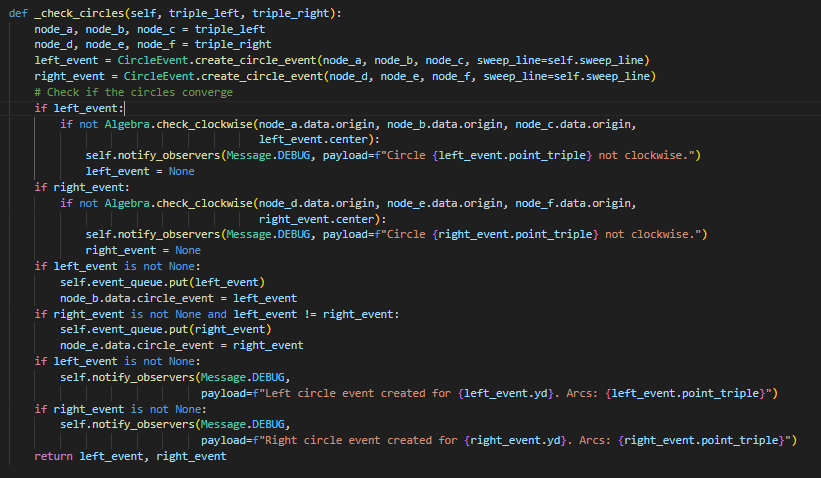 def _check_circles(self, triple_left, triple_right):
    node_a, node_b, node_c = triple_left
    node_d, node_e, node_f = triple_right
    left_event = CircleEvent.create_circle_event(node_a, node_b, node_c, sweep_line=self.sweep_line)
    right_event = CircleEvent.create_circle_event(node_d, node_e, node_f, sweep_line=self.sweep_line)
    # Check if the circles converge
    if left_event:
        if not Algebra.check_clockwise(node_a.data.origin, node_b.data.origin, node_c.data.origin,
                                       left_event.center):
            self.notify_observers(Message.DEBUG, payload=f"Circle {left_event.point_triple} not clockwise.")
            left_event = None
    if right_event:
        if not Algebra.check_clockwise(node_d.data.origin, node_e.data.origin, node_f.data.origin,
                                       right_event.center):
            self.notify_observers(Message.DEBUG, payload=f"Circle {right_event.point_triple} not clockwise.")
            right_event = None
    if left_event is not None:
        self.event_queue.put(left_event)
        node_b.data.circle_event = left_event
    if right_event is not None and left_event != right_event:
        self.event_queue.put(right_event)
        node_e.data.circle_event = right_event
    if left_event is not None:
        self.notify_observers(Message.DEBUG,
                              payload=f"Left circle event created for {left_event.yd}. Arcs: {left_event.point_triple}")
    if right_event is not None:
        self.notify_observers(Message.DEBUG,
                              payload=f"Right circle event created for {right_event.yd}. Arcs: {right_event.point_triple}")
    return left_event, right_event